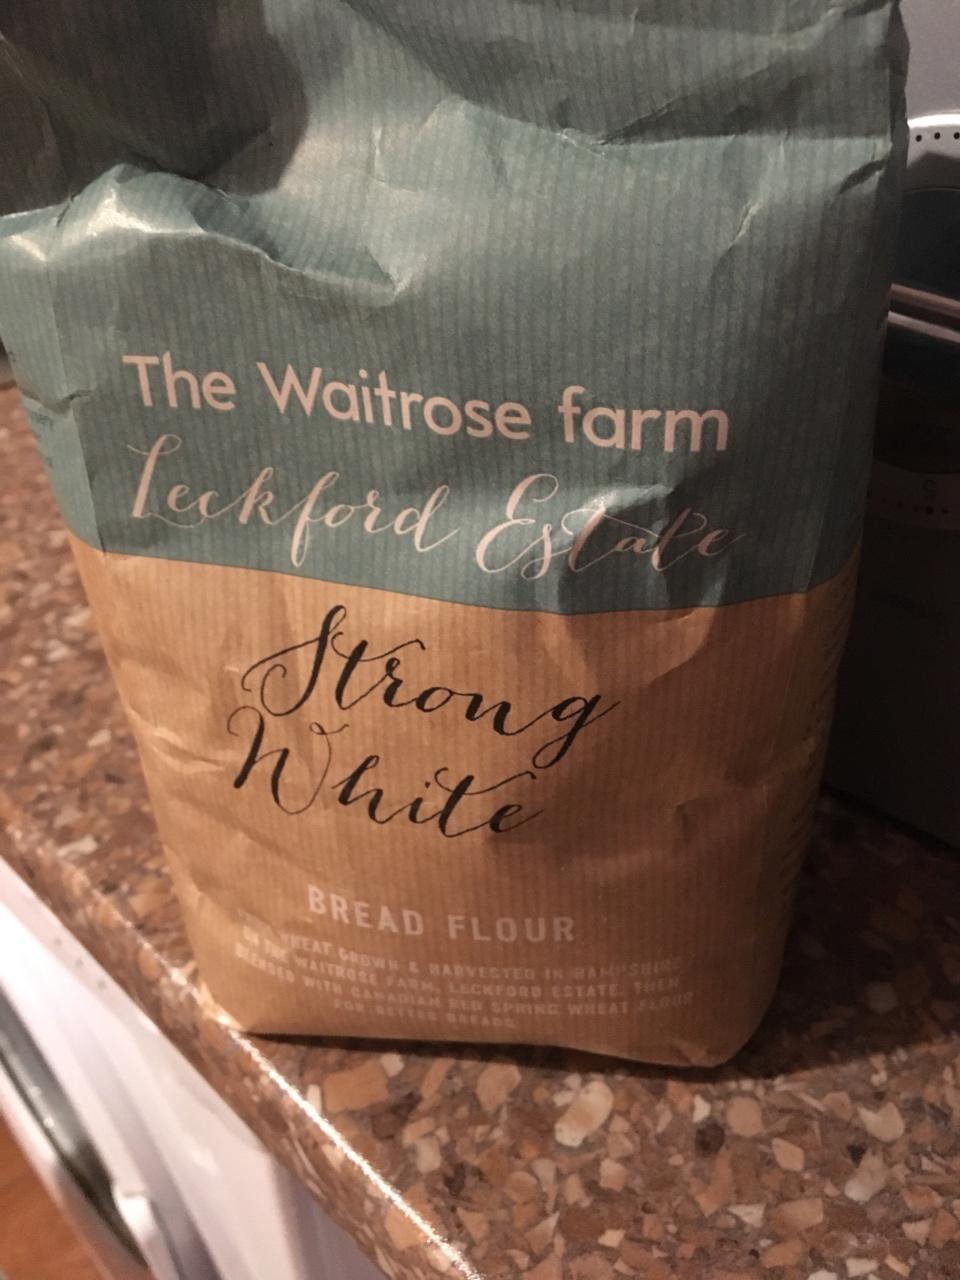 The Waitrose farm
Leckford Estate
Strong
White
BREAD FLOUR
WHEAT GROWN & HARVESTED IN HAMPSHIRE
ON THE WAITROSE FARM, LECKFORD ESTATE, THEN
BLENDED WITH CANADIAN RED SPRING WHEAT FLOUR
FOR BETTER BREADS